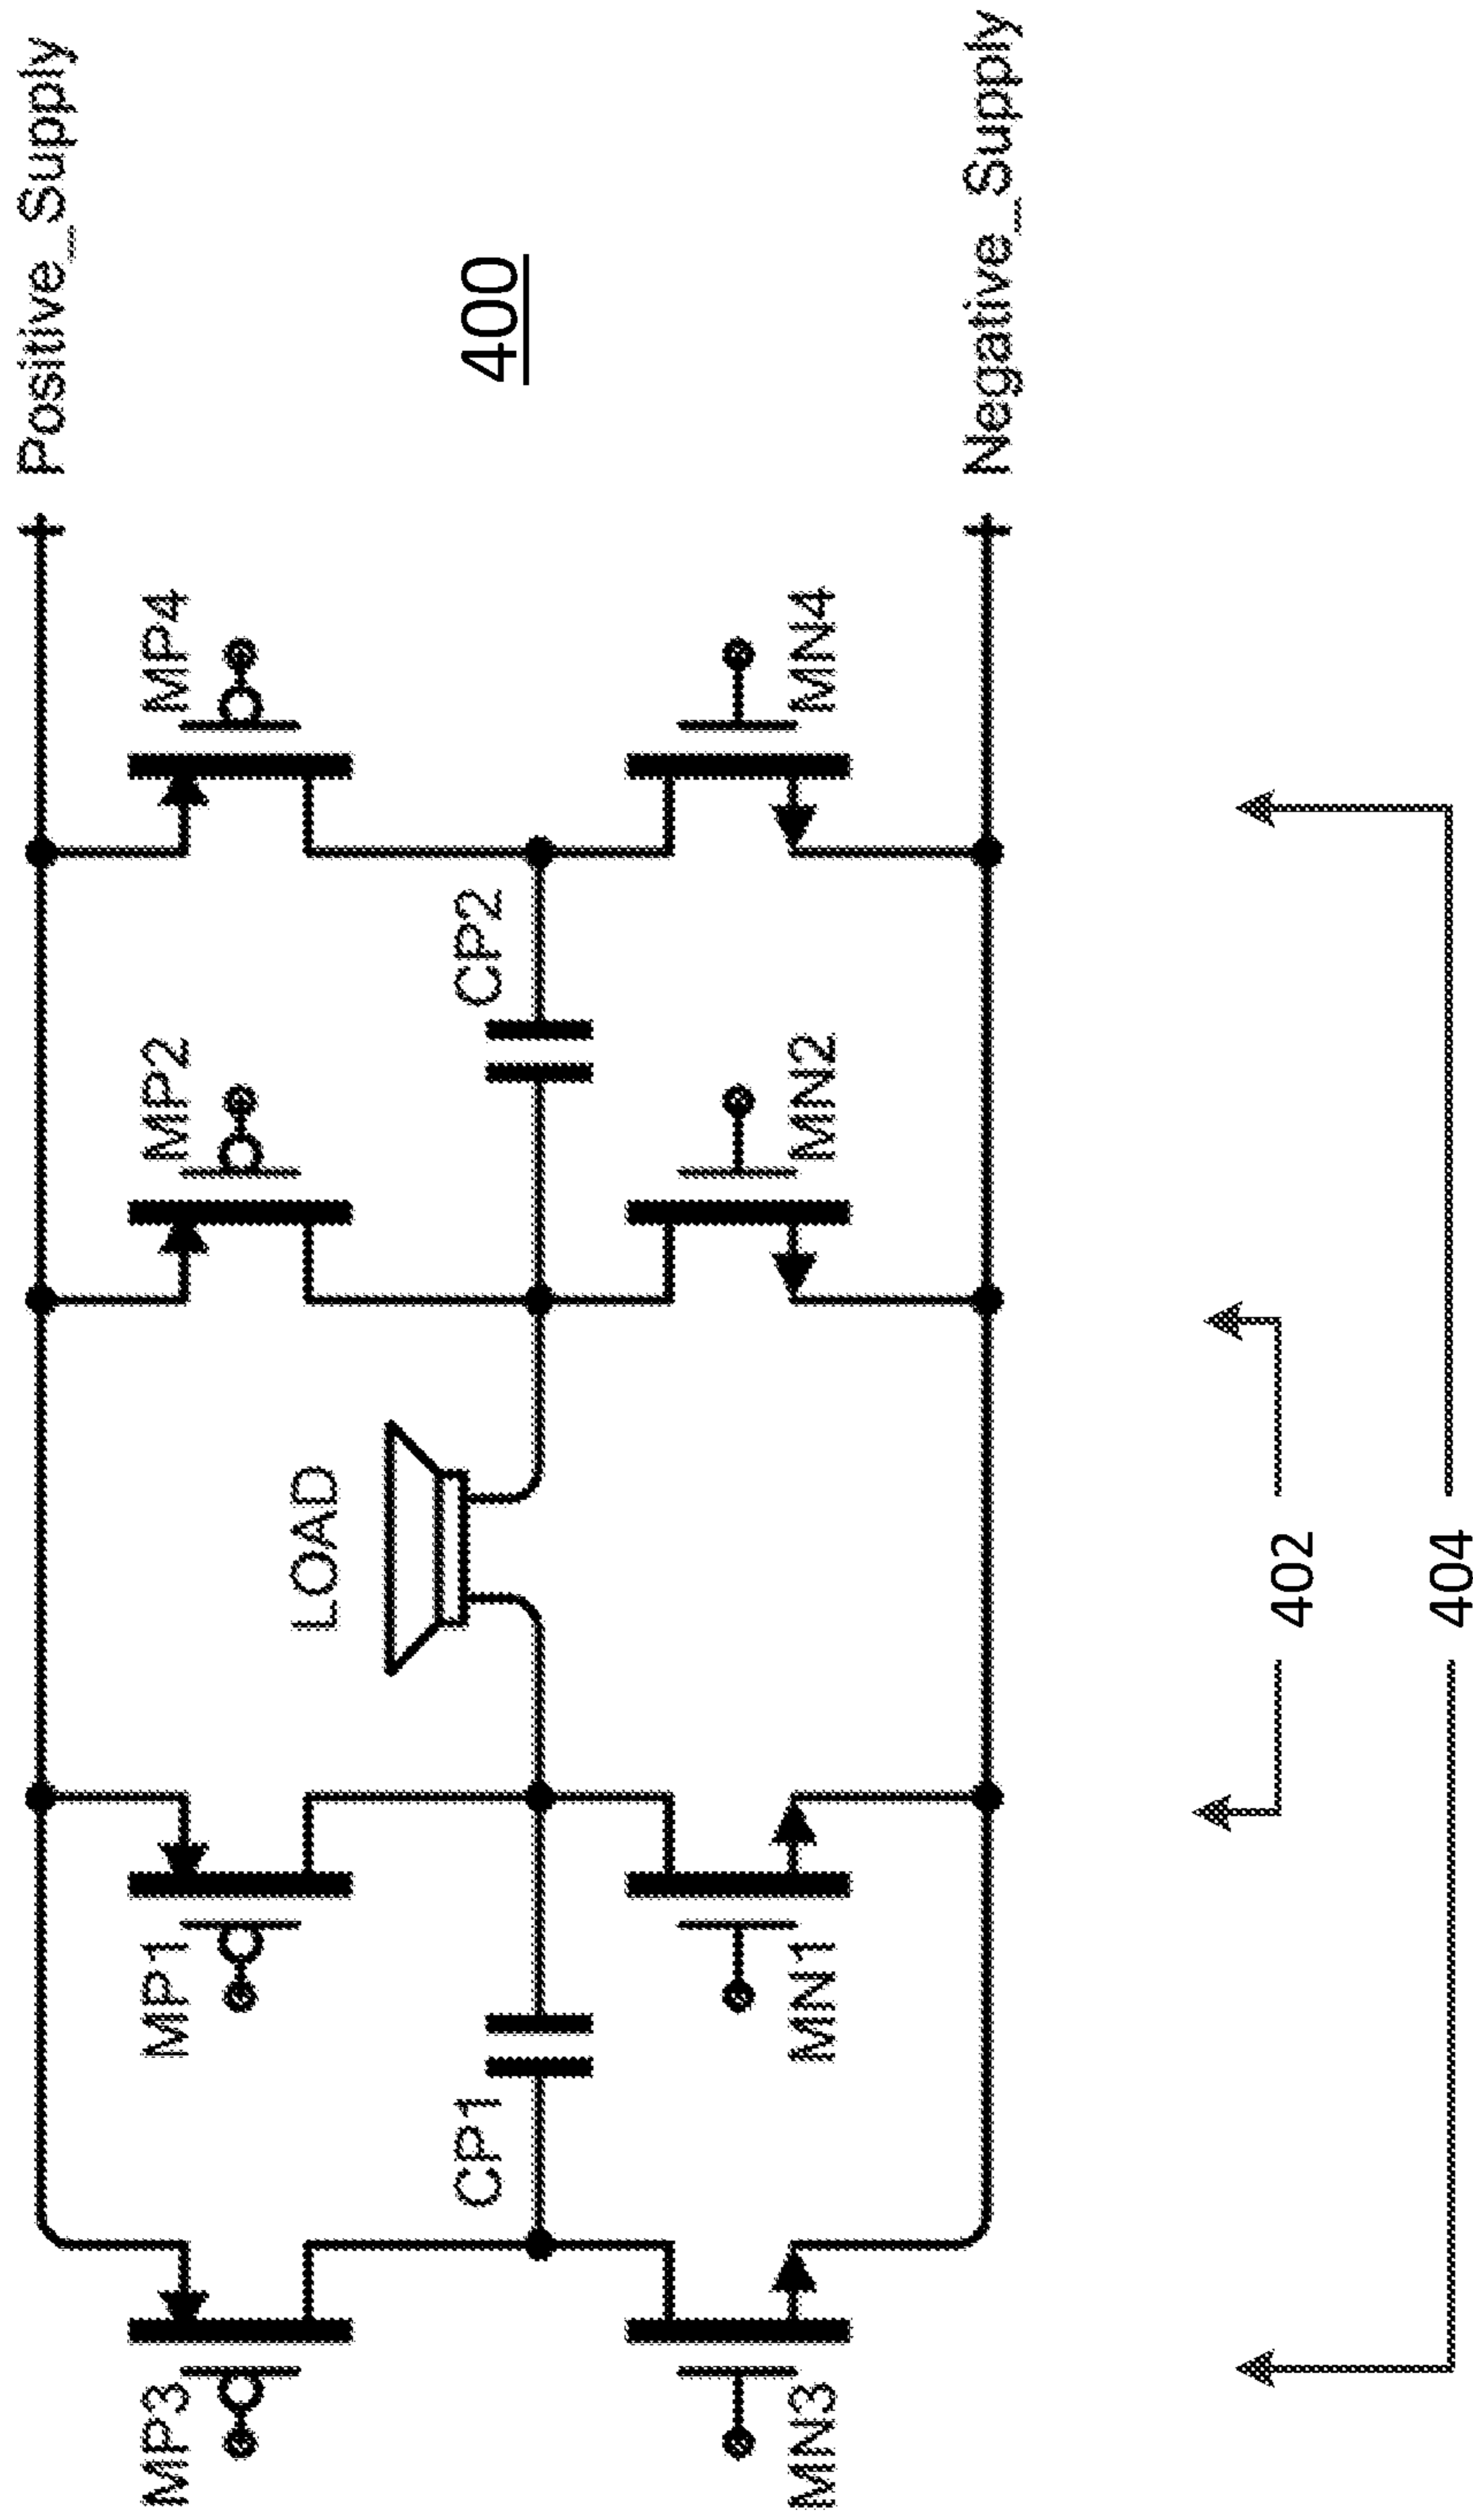 Positive_Supply
MP3
MP1
MP2
MP4
LOAD
400
CP1
CP2
MN3
MN1
MN2
MN4
Negative_Supply
402
404